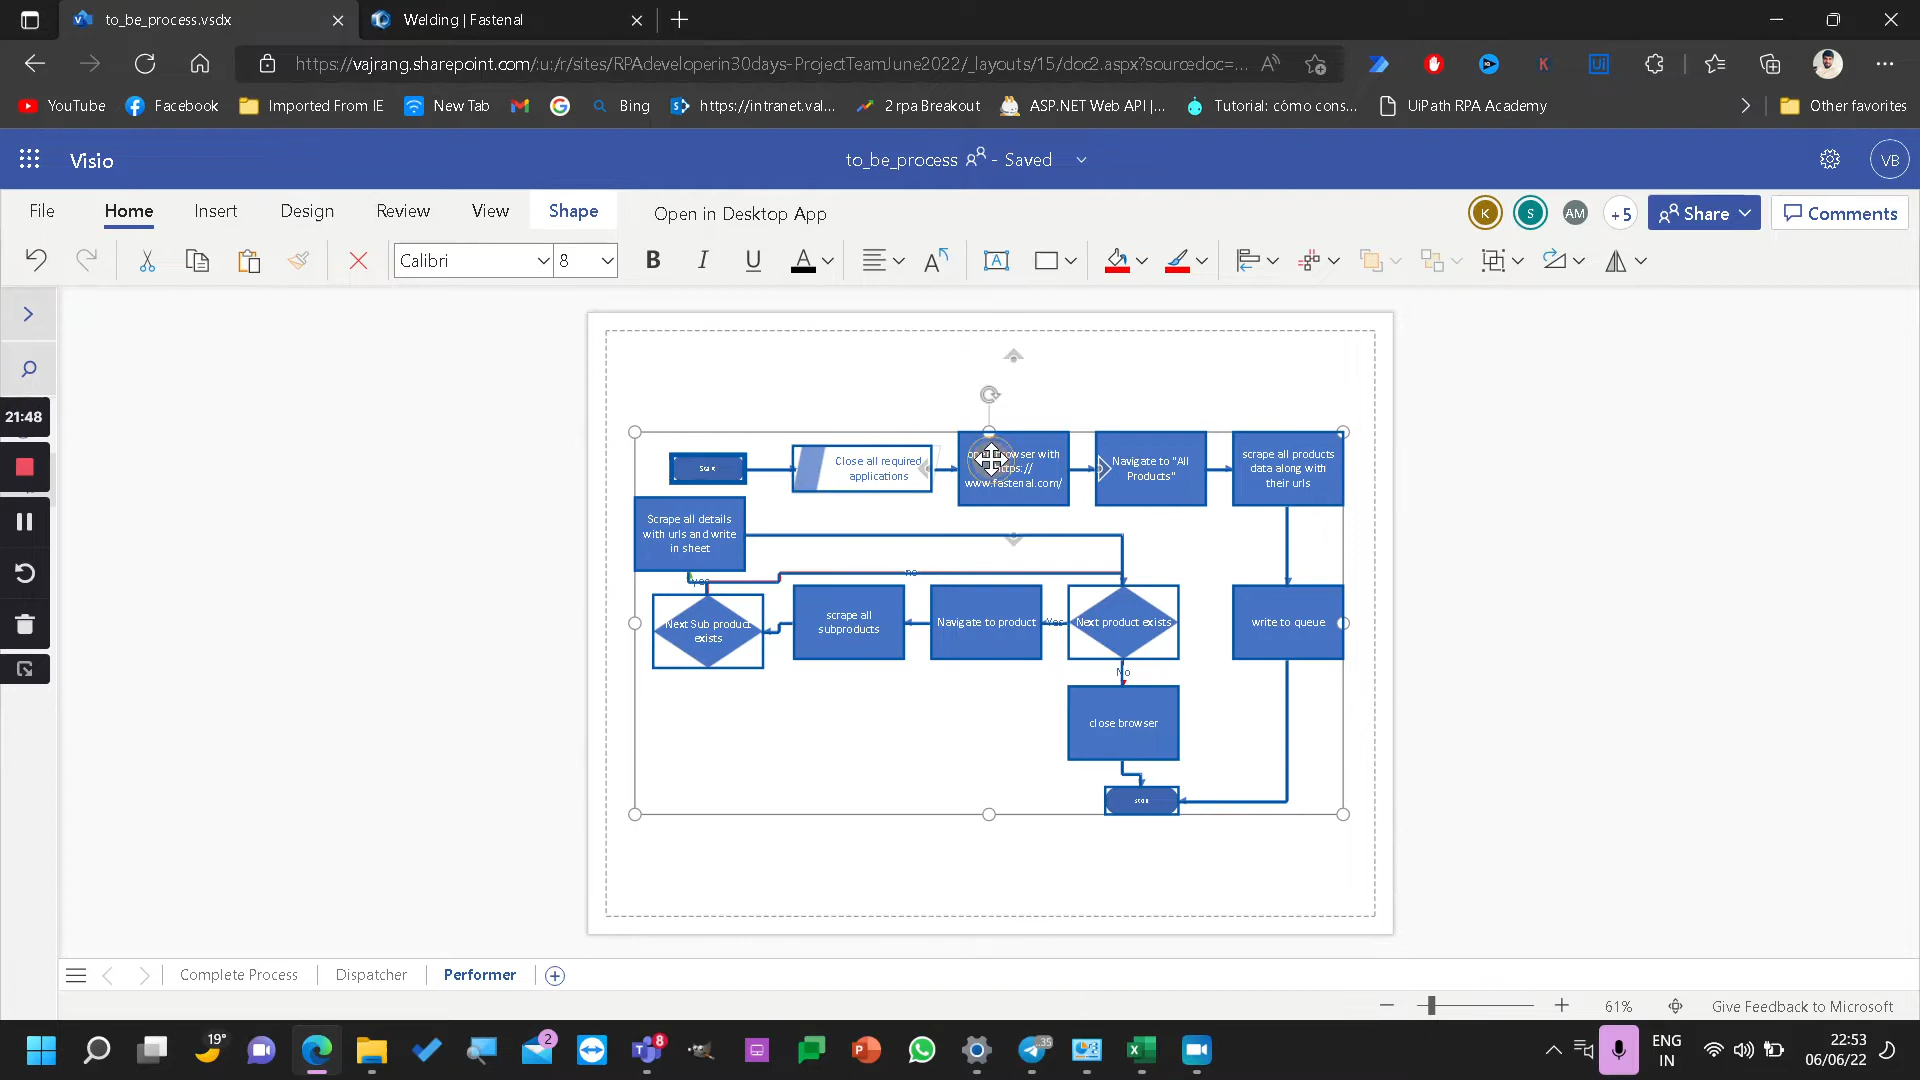 to_be_process.vsdx
Welding | Fastenal
https://vajrang.sharepoint.com/:u:/r/sites/RPAdeveloperin30days-ProjectTeamJune2022/_layouts/15/doc2.aspx?sourcedoc=...
YouTube
Facebook
Imported From IE
New Tab
Bing
https://intranet.val...
2 rpa Breakout
ASP.NET Web API |...
Tutorial: cómo cons...
UiPath RPA Academy
Other favorites
Visio
to_be_process - Saved
VB
File
Home
Insert
Design
Review
View
Shape
Open in Desktop App
K
S
AM
+5
Share
Comments
Calibri
8
B
I
U
A
21:48
Start
Close all required
applications
www.fastenal.com/
Navigate to "All
Products"
scrape all products
data along with
their urls
Scrape all details
with urls and write
in sheet
yes
no
Next Sub product
exists
scrape all
subproducts
Navigate to product
Yes
Next product exists
write to queue
No
close browser
Complete Process
Dispatcher
Performer
61%
Give Feedback to Microsoft
19°
2
8
35
ENG
IN
22:53
06/06/22